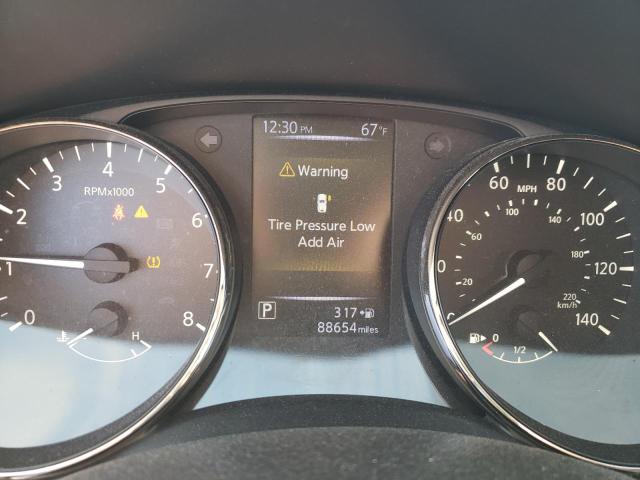 12:30 PM 67°F
Warning
Tire Pressure Low
Add Air
P 317
88654 miles
RPMx1000
0 1 2 3 4 5 6 7 8
H
MPH
40 60 80 100 120 140
20 60 100 140 180 220
km/h
0 1/2